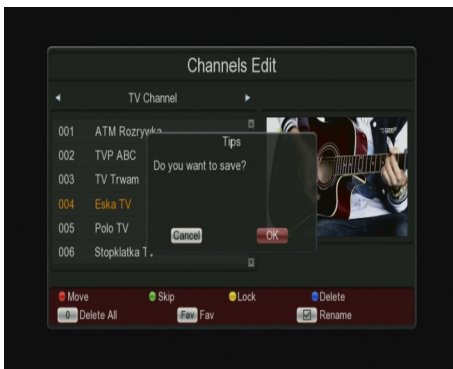 Channels Edit
TV Channel
001 ATM Rozrywka
002 TVP ABC
003 TV Trwam
004 Eska TV
005 Polo TV
006 Stopklatka T
Tips
Do you want to save?
Cancel OK
Move Skip Lock Delete
0 Delete All Fav Fav Rename